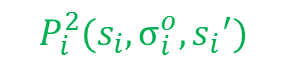 P_i^2(s_i, σ_i^o, s_i′)